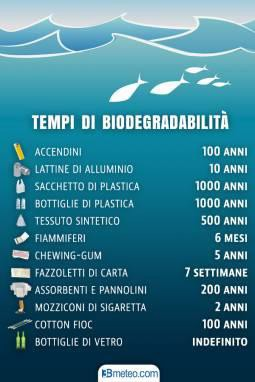 TEMPI DI BIODEGRADABILITÀ
ACCENDINI 100 ANNI
LATTINE DI ALLUMINIO 10 ANNI
SACCHETTO DI PLASTICA 1000 ANNI
BOTTIGLIE DI PLASTICA 1000 ANNI
TESSUTO SINTETICO 500 ANNI
FIAMMIFERI 6 MESI
CHEWING-GUM 5 ANNI
FAZZOLETTI DI CARTA 7 SETTIMANE
ASSORBENTI E PANNOLINI 200 ANNI
MOZZICONI DI SIGARETTA 2 ANNI
COTTON FIOC 100 ANNI
BOTTIGLIE DI VETRO INDEFINITO
3Bmeteo.com